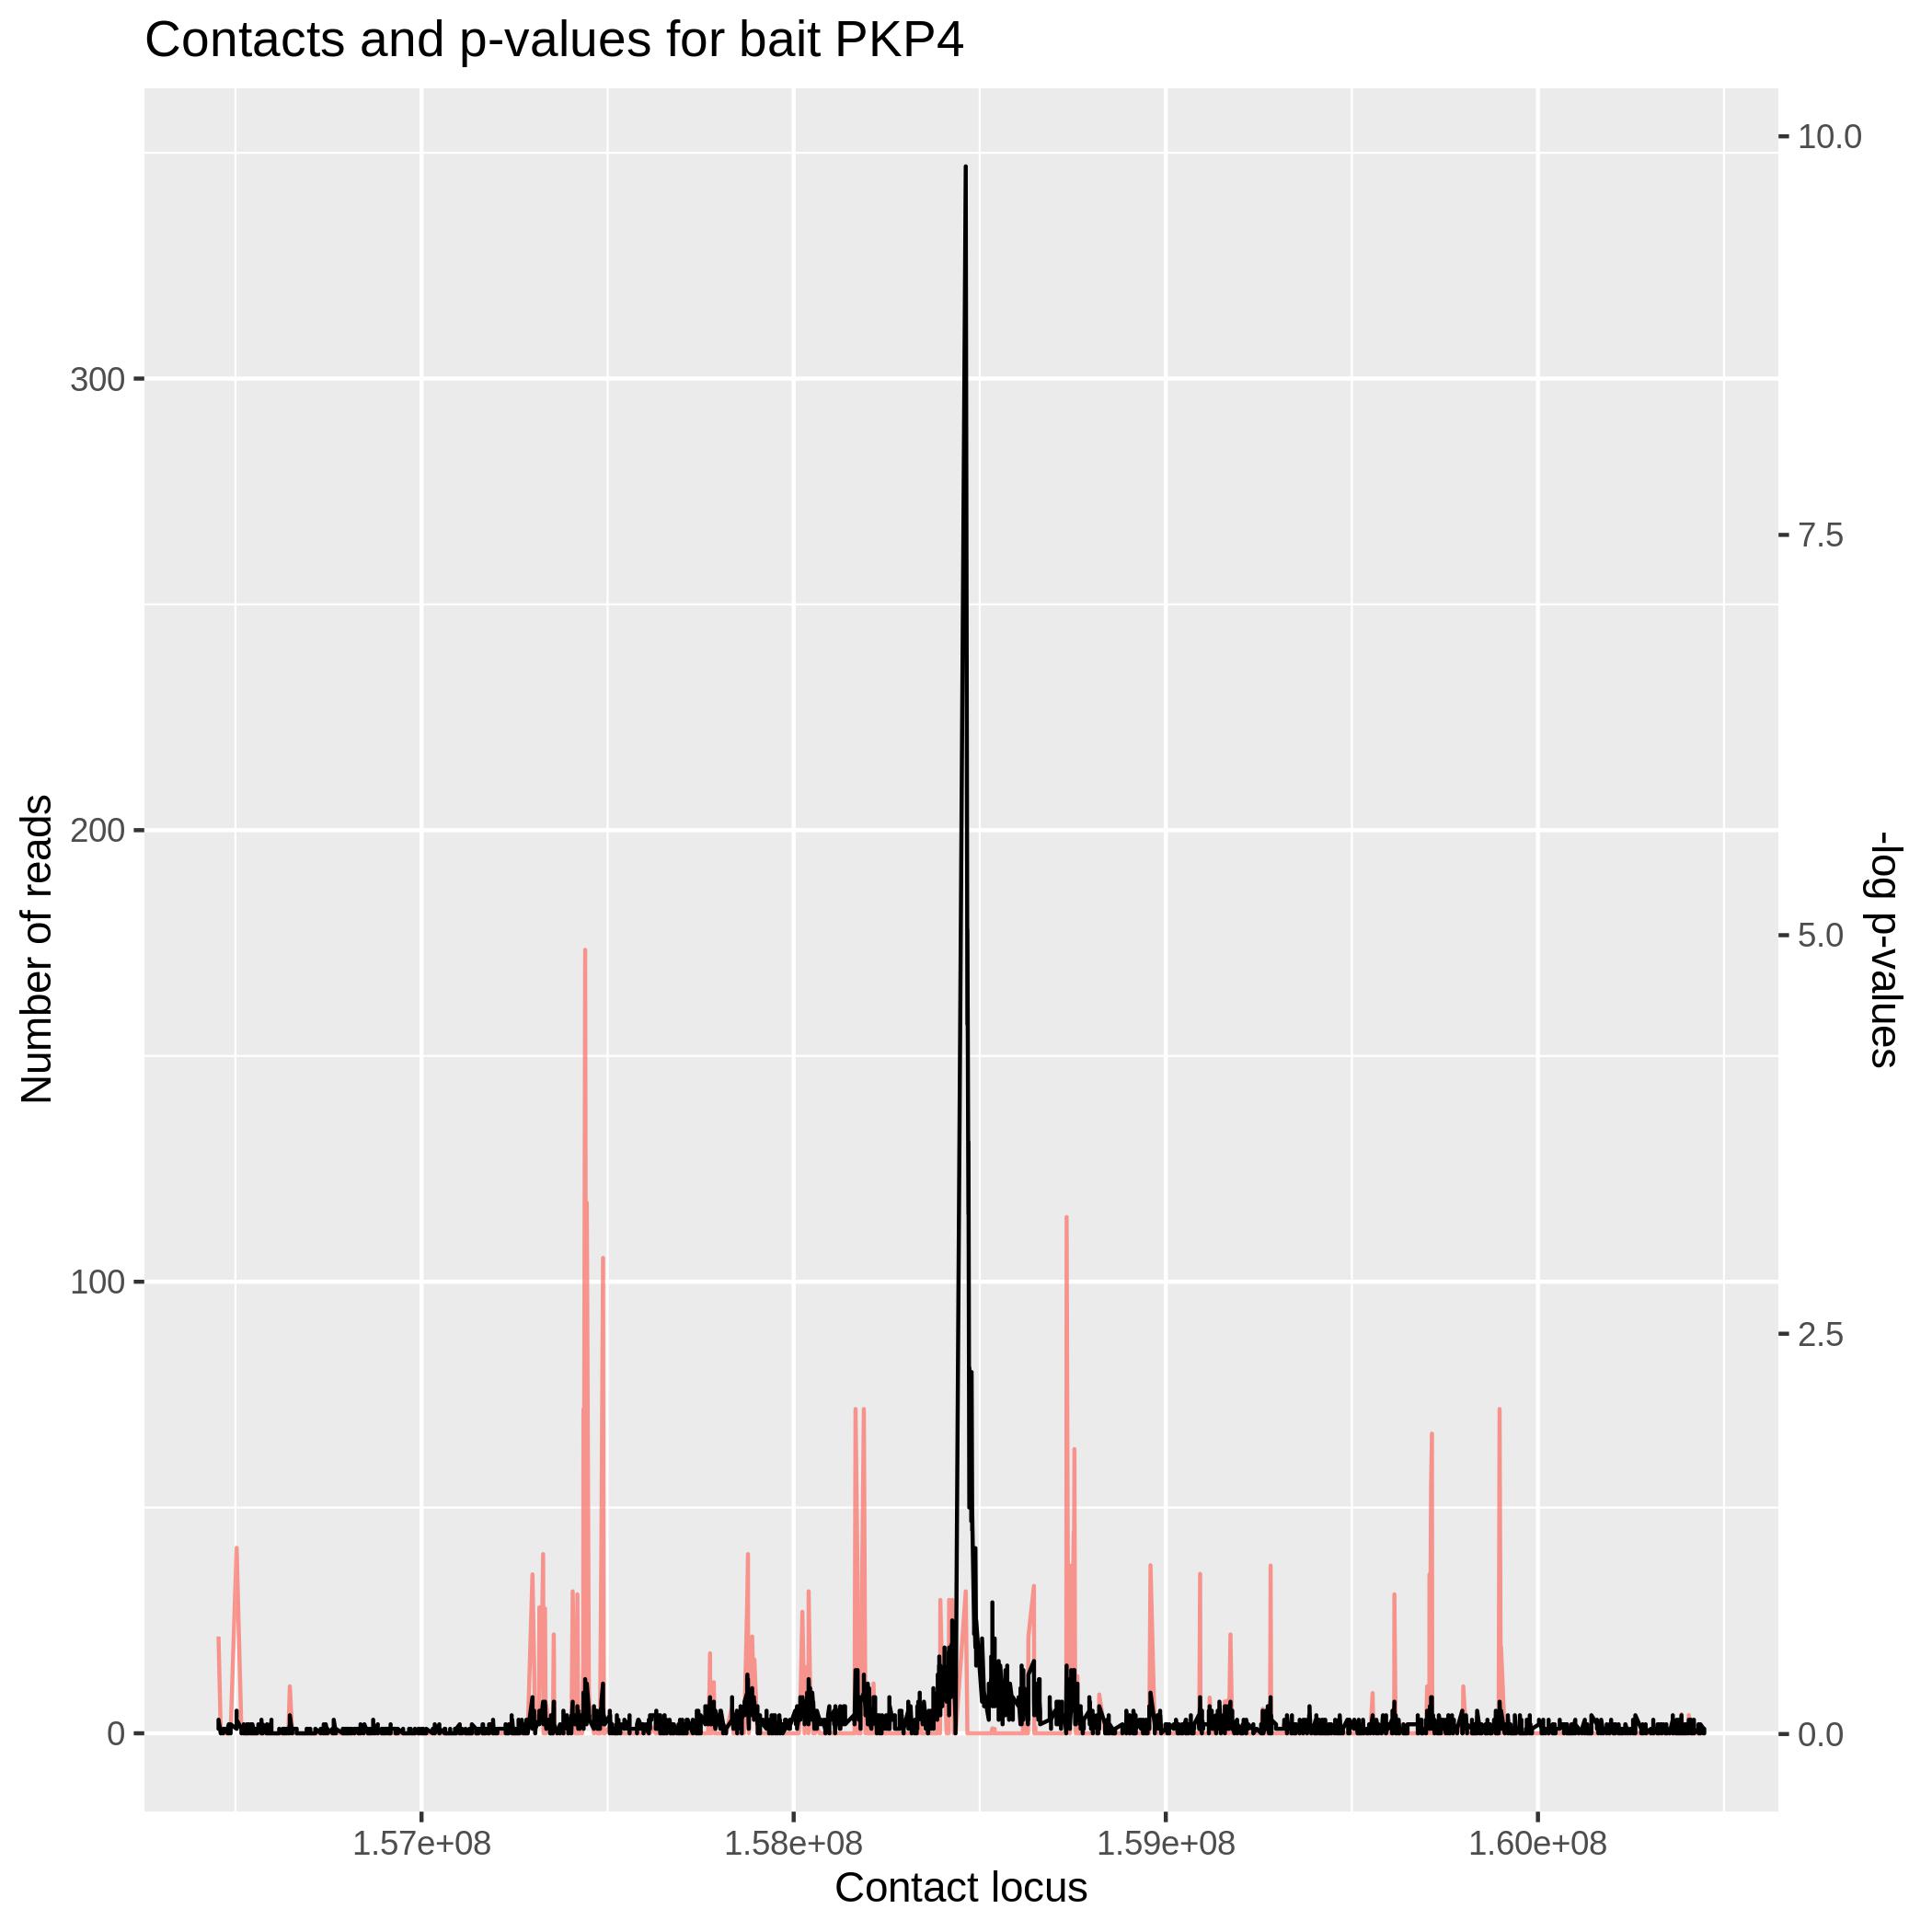 Contacts and p-values for bait PKP4
10.0
7.5
5.0
2.5
0.0
300
200
100
0
Number of reads
-log p-values
1.57e+08
1.58e+08
1.59e+08
1.60e+08
Contact locus